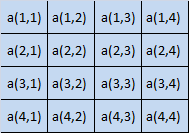 a(1,1) a(1,2) a(1,3) a(1,4)
a(2,1) a(2,2) a(2,3) a(2,4)
a(3,1) a(3,2) a(3,3) a(3,4)
a(4,1) a(4,2) a(4,3) a(4,4)